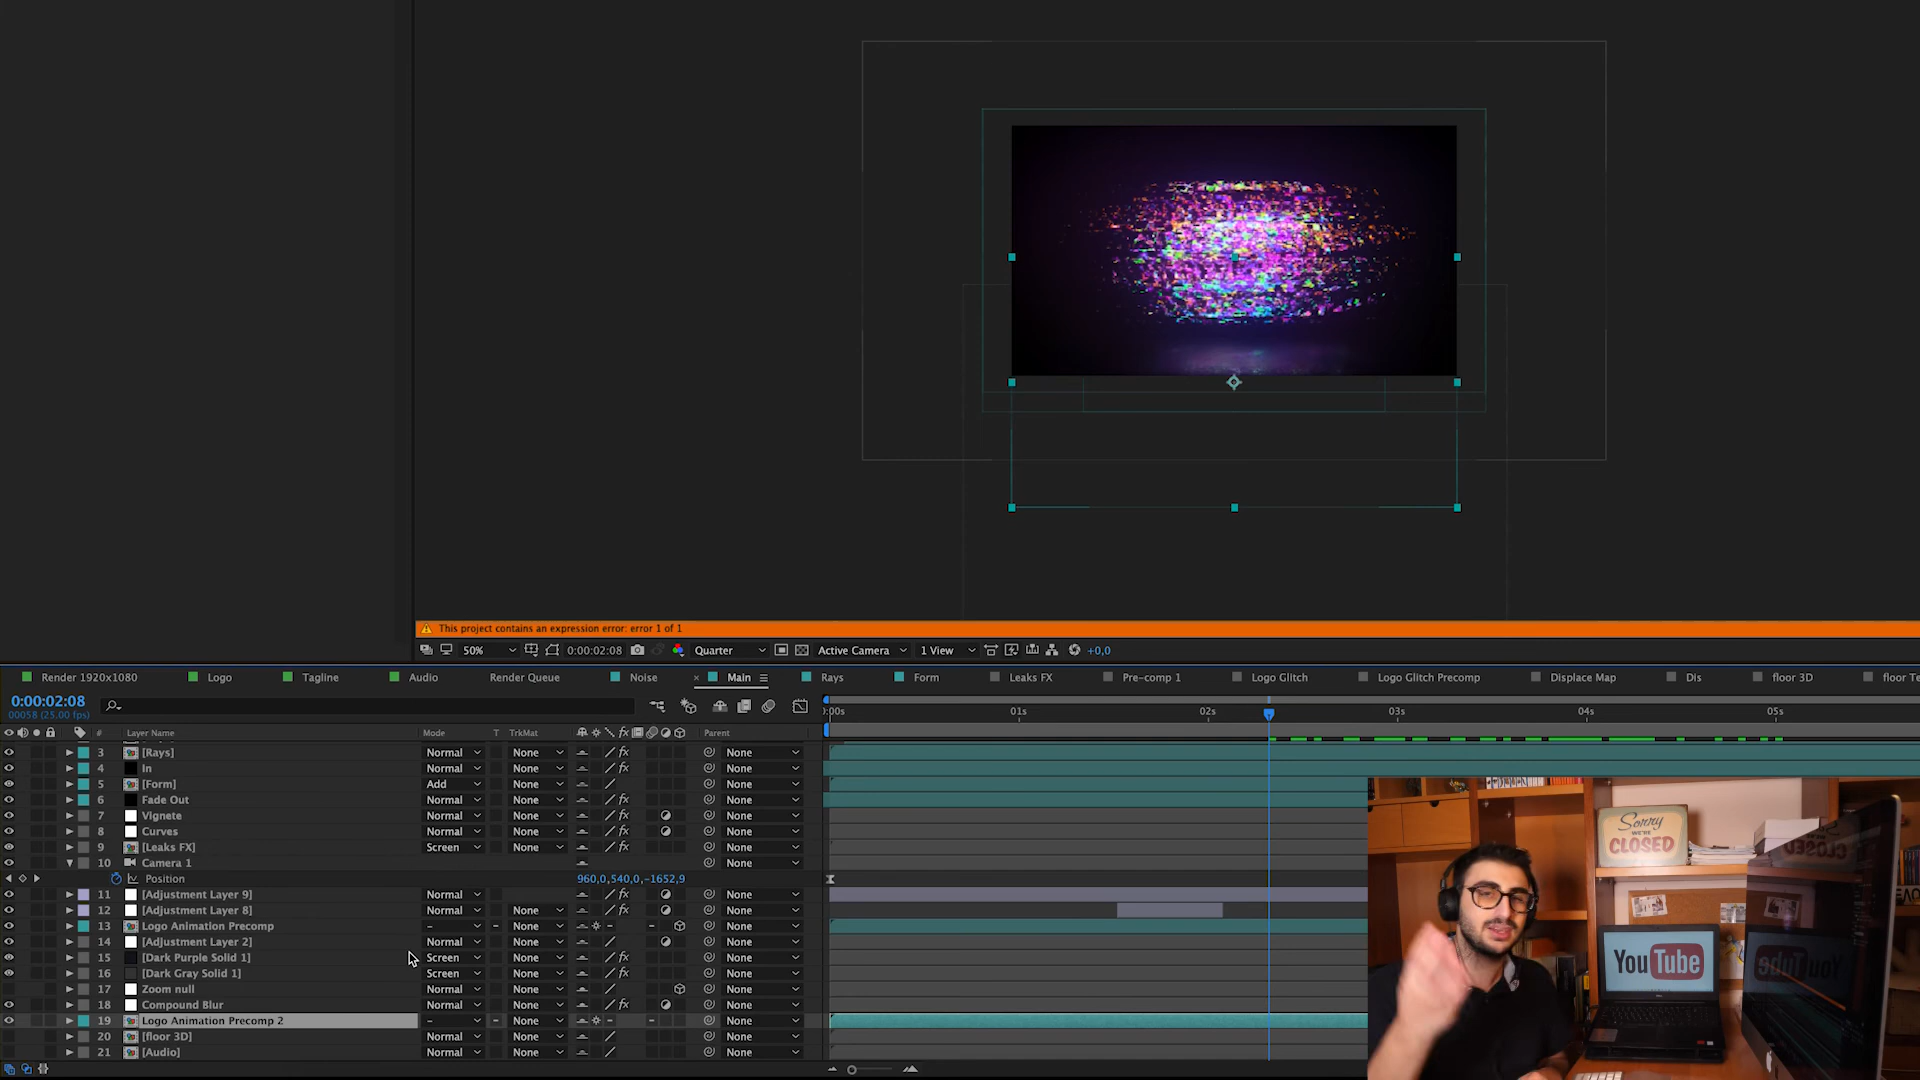 This project contains an expression error: error 1 of 1
50% 0:00:02:08 Quarter Active Camera 1 View +0,0
Render 1920x1080 Logo Tagline Audio Render Queue Noise × Main Rays Form Leaks FX Pre-comp 1 Logo Glitch Logo Glitch Precomp Displace Map Dis floor 3D floor Te
0:00:02:08
00058 (25.00 fps)
:00s 01s 02s 03s 04s 05s
# Layer Name Mode T TrkMat Parent
3 [Rays] Normal None None
4 In Normal None None
5 [Form] Add None None
6 Fade Out Normal None None
7 Vignete Normal None None
8 Curves Normal None None
9 [Leaks FX] Screen None None
10 Camera 1 None
Position 960,0,540,0,-1652,9
11 [Adjustment Layer 9] Normal None
12 [Adjustment Layer 8] Normal None None
13 Logo Animation Precomp - None None
14 [Adjustment Layer 2] Normal None None
15 [Dark Purple Solid 1] Screen None None
16 [Dark Gray Solid 1] Screen None None
17 Zoom null Normal None None
18 Compound Blur Normal None None
19 Logo Animation Precomp 2 - None None
20 [floor 3D] Normal None None
21 [Audio] Normal None None
Sorry
WE'RE
CLOSED
YouTube
YouTube